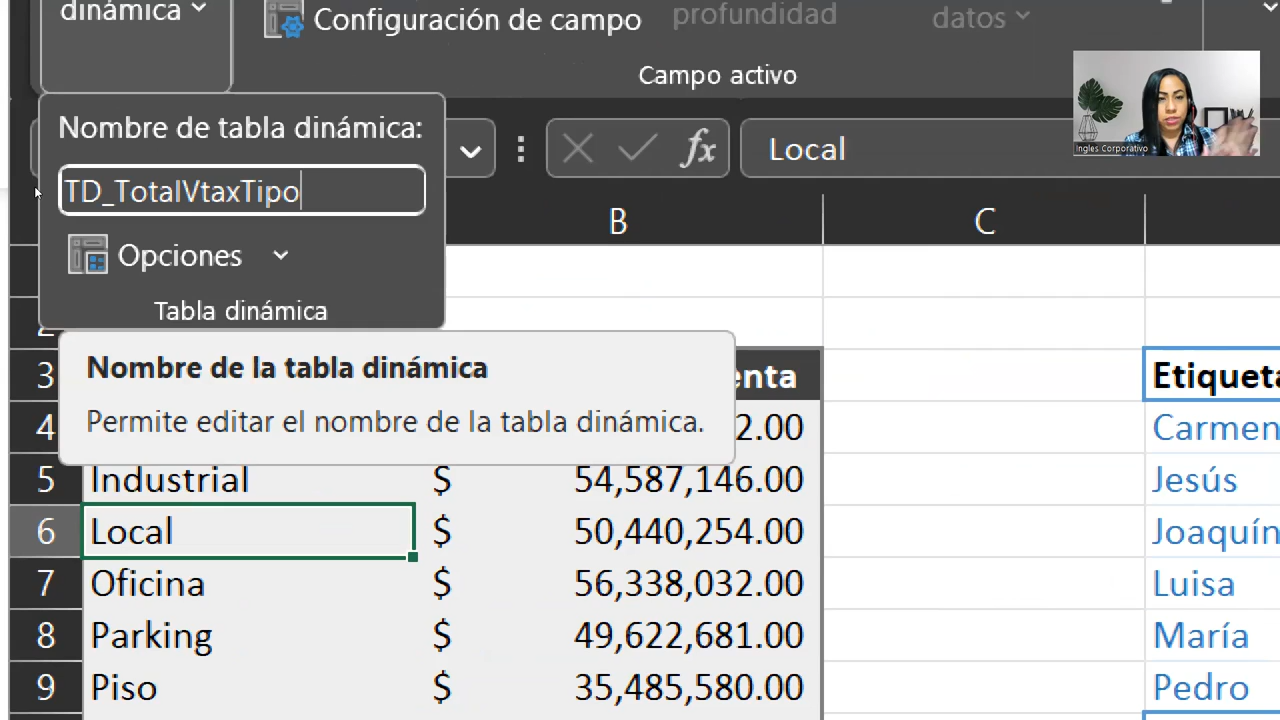 dinámica
Configuración de campo
profundidad
datos
Campo activo
Ingles Corporativo
Nombre de tabla dinámica:
TD_TotalVtaxTipo
fx
Local
Opciones
B
C
Tabla dinámica
Nombre de la tabla dinámica
Permite editar el nombre de la tabla dinámica.
3 enta Etiqueta
4 2.00 Carmen
5 Industrial $ 54,587,146.00 Jesús
6 Local $ 50,440,254.00 Joaquín
7 Oficina $ 56,338,032.00 Luisa
8 Parking $ 49,622,681.00 María
9 Piso $ 35,485,580.00 Pedro